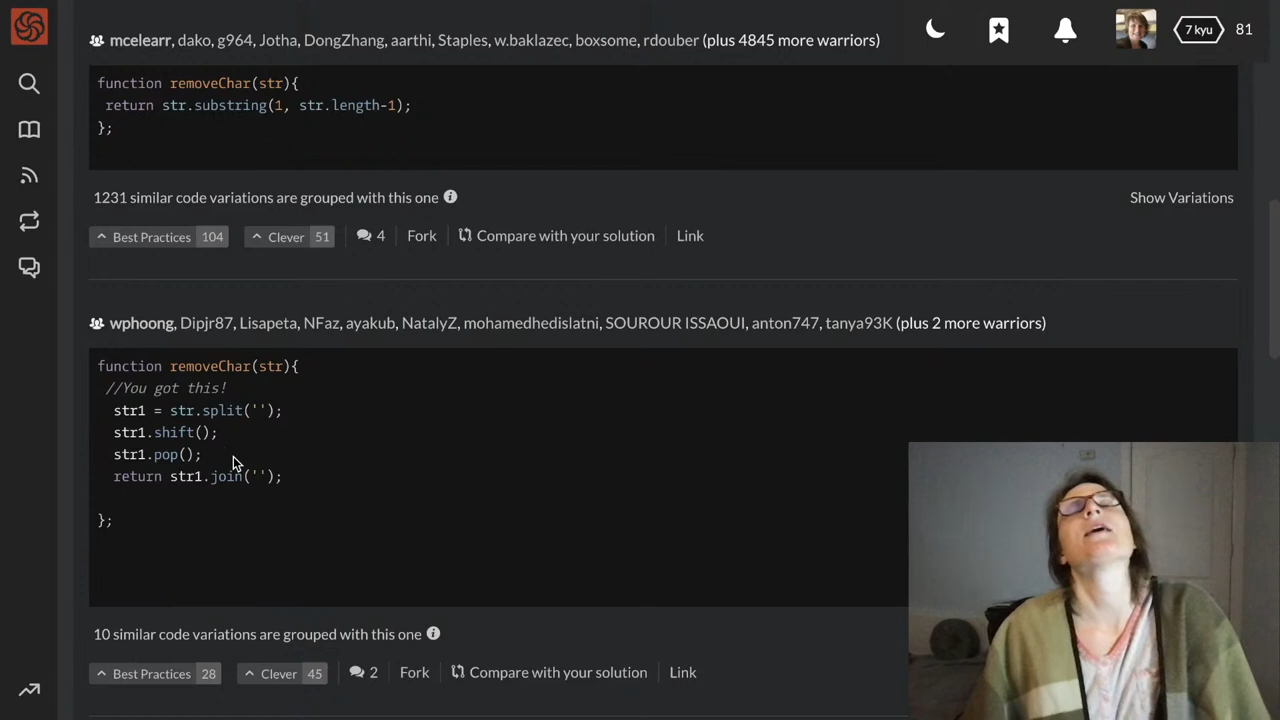 mcelearr, dako, g964, Jotha, DongZhang, aarthi, Staples, w.baklazec, boxsome, rdouber (plus 4845 more warriors)
7 kyu 81
function removeChar(str){
return str.substring(1, str.length-1);
};
1231 similar code variations are grouped with this one
Show Variations
Best Practices 104 Clever 51 4 Fork Compare with your solution Link
wphoong, Dipjr87, Lisapeta, NFaz, ayakub, NatalyZ, mohamedhedislatni, SOUROUR ISSAOUI, anton747, tanya93K (plus 2 more warriors)
function removeChar(str){
//You got this!
str1 = str.split('');
str1.shift();
str1.pop();
return str1.join('');
};
10 similar code variations are grouped with this one
Best Practices 28 Clever 45 2 Fork Compare with your solution Link